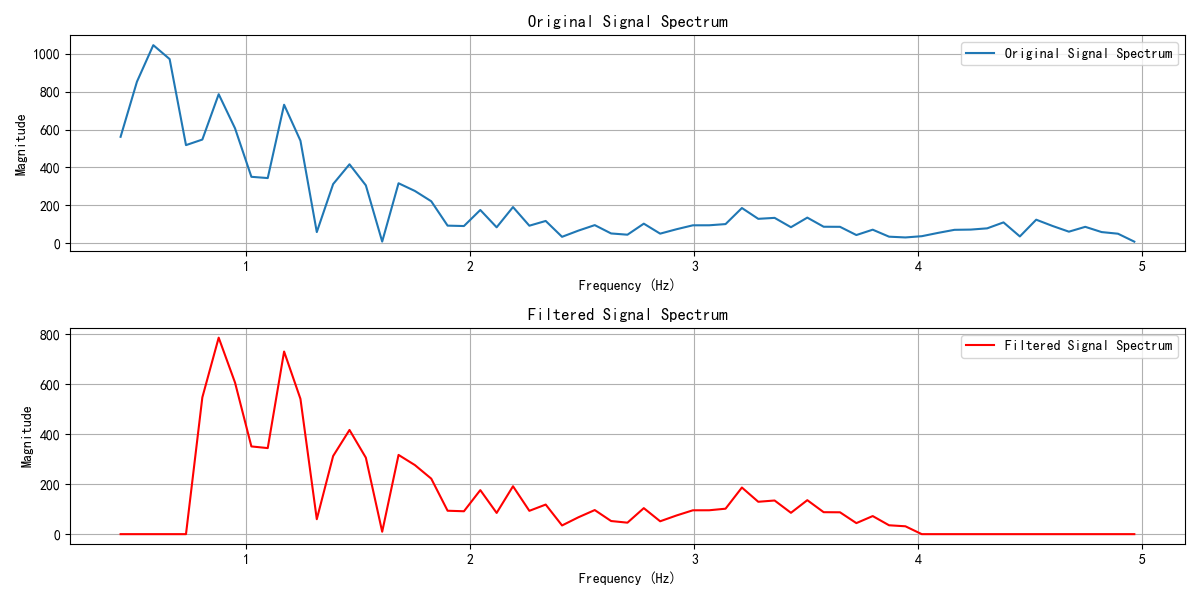 Original Signal Spectrum
Original Signal Spectrum
1000
800
600
400
200
0
Magnitude
1 2 3 4 5
Frequency (Hz)
Filtered Signal Spectrum
Filtered Signal Spectrum
800
600
400
200
0
Magnitude
1 2 3 4 5
Frequency (Hz)